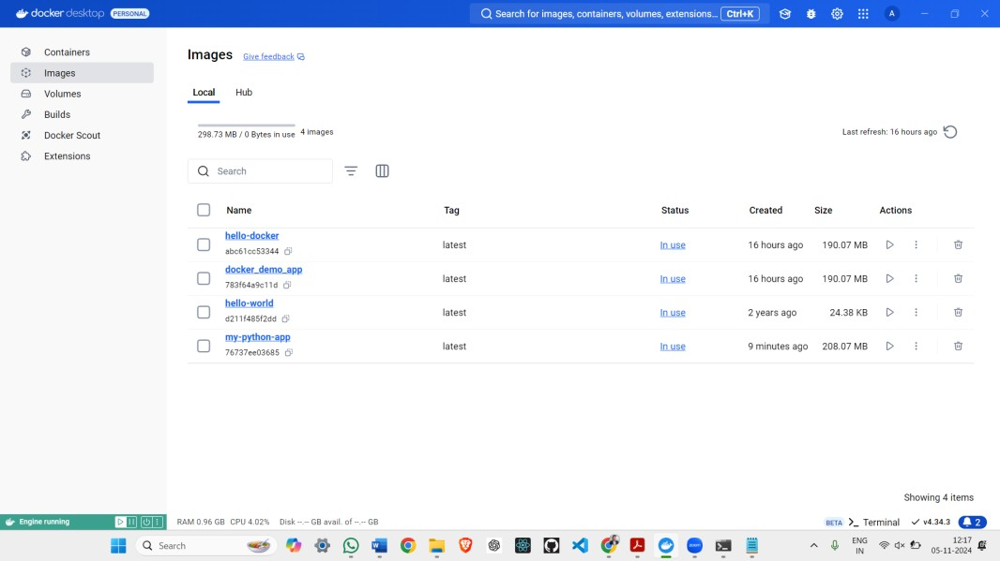 docker desktop PERSONAL
Search for images, containers, volumes, extensions... Ctrl+K
A
Containers
Images
Volumes
Builds
Docker Scout
Extensions
Images Give feedback
Local Hub
298.73 MB / 0 Bytes in use 4 images
Last refresh: 16 hours ago
Search
Name Tag Status Created Size Actions
hello-docker
abc61cc53344
latest In use 16 hours ago 190.07 MB
docker_demo_app
783f64a9c11d
latest In use 16 hours ago 190.07 MB
hello-world
d211f485f2dd
latest In use 2 years ago 24.38 KB
my-python-app
76737ee03685
latest In use 9 minutes ago 208.07 MB
Showing 4 items
Engine running
RAM 0.96 GB CPU 4.02% Disk --.-- GB avail. of --.-- GB
BETA >_ Terminal v4.34.3 2
Search
ENG
IN
12:17
05-11-2024